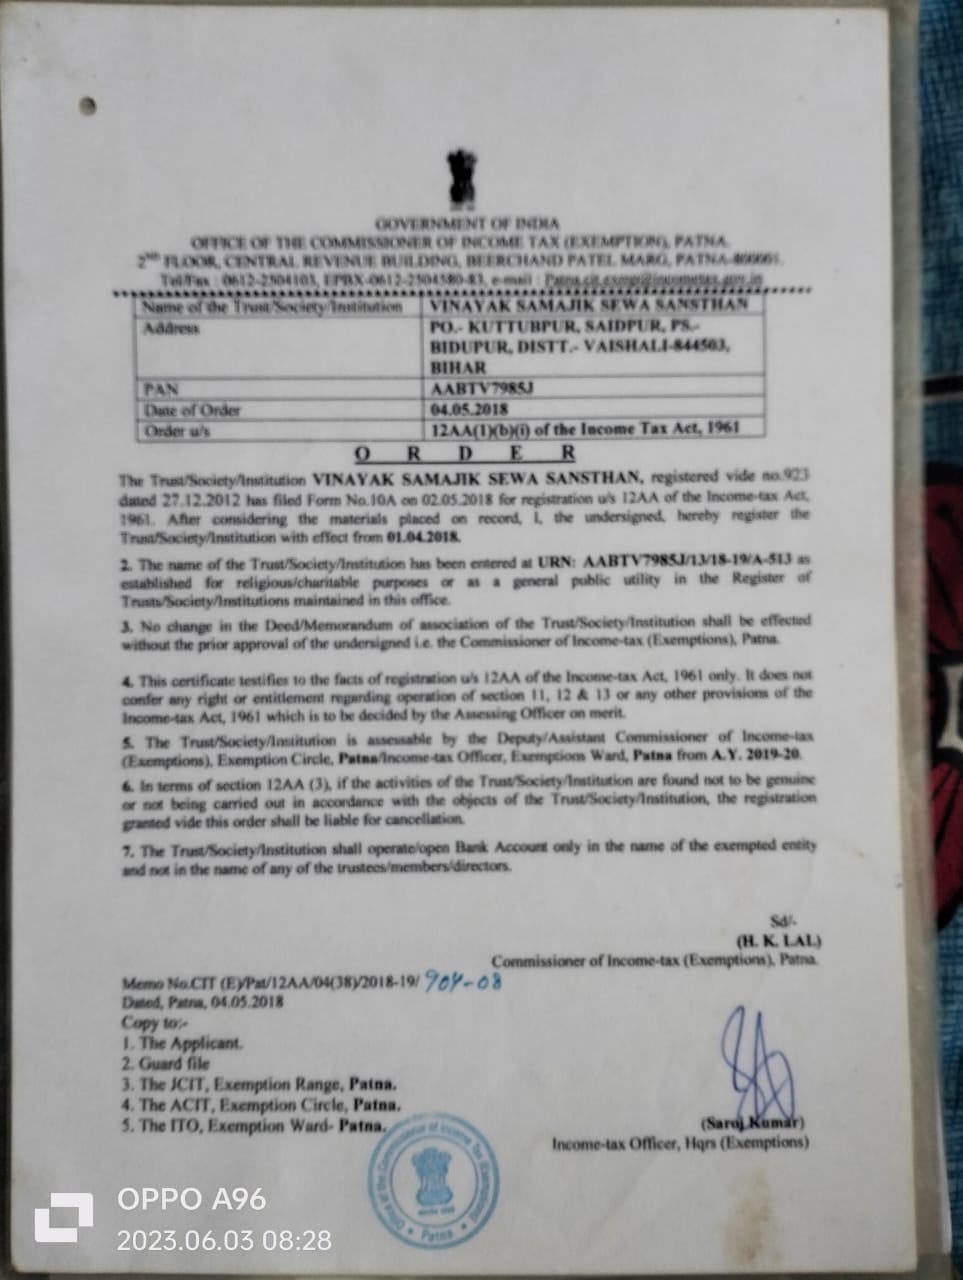 GOVERNMENT OF INDIA
OFFICE OF THE COMMISSIONER OF INCOME TAX (EXEMPTION), PATNA.
2ND FLOOR, CENTRAL REVENUE BUILDING, BEERCHAND PATEL MARG, PATNA-
Tel/Fax : 0612-2504103, EPBX-0612-2504580-83, e-mail : Patna.cit.exmp@incometax.gov.in
Name of the Trust/Society/Institution VINAYAK SAMAJIK SEWA SANSTHAN
Address PO.- KUTTUBPUR, SAIDPUR, PS.-
BIDUPUR, DISTT.- VAISHALI-844503,
BIHAR
PAN AABTV7985J
Date of Order 04.05.2018
Order u/s 12AA(1)(b)(i) of the Income Tax Act, 1961
O R D E R
The Trust/Society/Institution VINAYAK SAMAJIK SEWA SANSTHAN, registered vide no.923
dated 27.12.2012 has filed Form No.10A on 02.05.2018 for registration u/s 12AA of the Income-tax Act,
1961. After considering the materials placed on record, I, the undersigned, hereby register the
Trust/Society/Institution with effect from 01.04.2018.
2. The name of the Trust/Society/Institution has been entered at URN: AABTV7985J/13/18-19/A-513 as
established for religious/charitable purposes or as a general public utility in the Register of
Trusts/Society/Institutions maintained in this office.
3. No change in the Deed/Memorandum of association of the Trust/Society/Institution shall be effected
without the prior approval of the undersigned i.e. the Commissioner of Income-tax (Exemptions), Patna.
4. This certificate testifies to the facts of registration u/s 12AA of the Income-tax Act, 1961 only. It does not
confer any right or entitlement regarding operation of section 11, 12 & 13 or any other provisions of the
Income-tax Act, 1961 which is to be decided by the Assessing Officer on merit.
5. The Trust/Society/Institution is assessable by the Deputy/Assistant Commissioner of Income-tax
(Exemptions), Exemption Circle, Patna/Income-tax Officer, Exemptions Ward, Patna from A.Y. 2019-20.
6. In terms of section 12AA (3), if the activities of the Trust/Society/Institution are found not to be genuine
or not being carried out in accordance with the objects of the Trust/Society/Institution, the registration
granted vide this order shall be liable for cancellation.
7. The Trust/Society/Institution shall operate/open Bank Account only in the name of the exempted entity
and not in the name of any of the trustees/members/directors.
Sd/-
(H. K. LAL)
Commissioner of Income-tax (Exemptions), Patna.
Memo No.CIT (E)/Pat/12AA/04(38)/2018-19/ 904-08
Dated, Patna, 04.05.2018
Copy to:-
1. The Applicant.
2. Guard file
3. The JCIT, Exemption Range, Patna.
4. The ACIT, Exemption Circle, Patna.
5. The ITO, Exemption Ward- Patna.
(Saroj Kumar)
Income-tax Officer, Hqrs (Exemptions)
Office of the Commissioner of Income Tax (Exemptions)
Patna
OPPO A96
2023.06.03 08:28